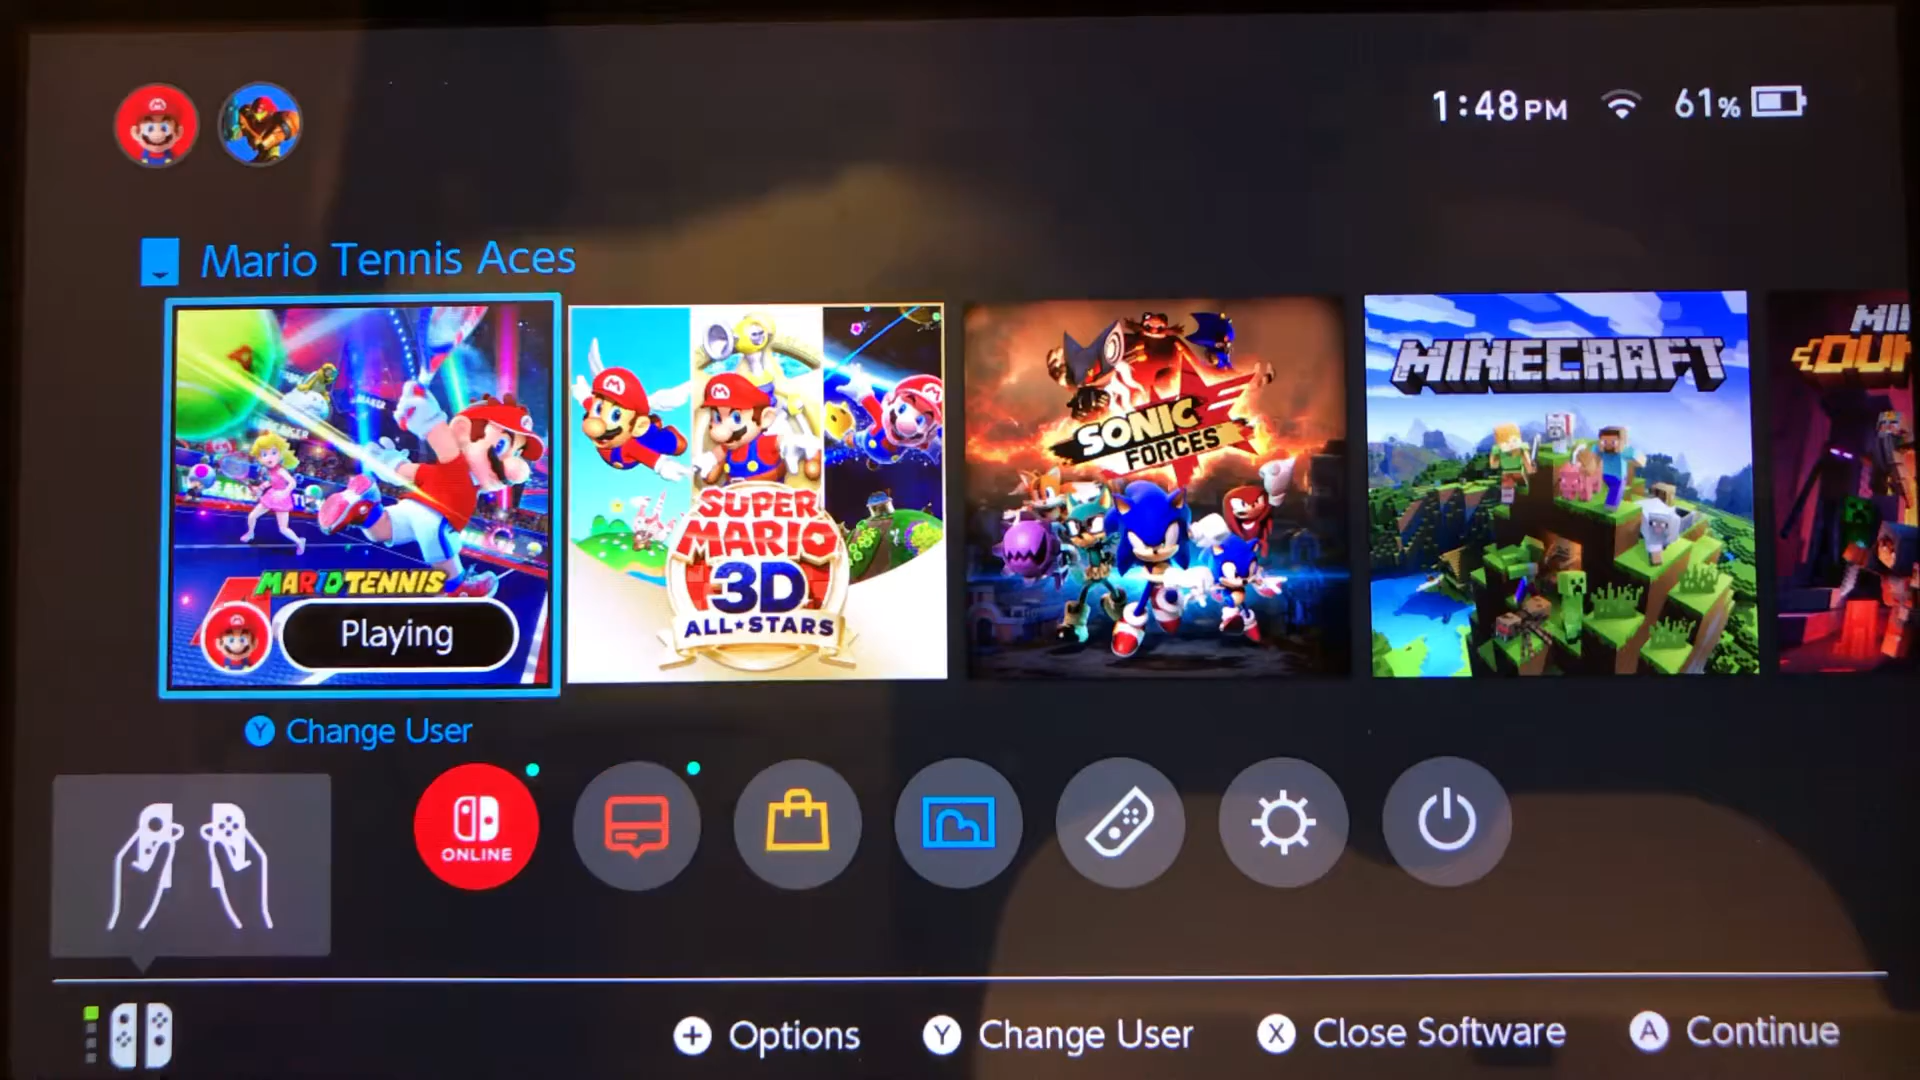 1:48PM 61%
Mario Tennis Aces
MARIO TENNIS
Playing
SUPER
MARIO
3D
ALL★STARS
SONIC
FORCES
MINECRAFT
Y Change User
ONLINE
+ Options Y Change User X Close Software A Continue